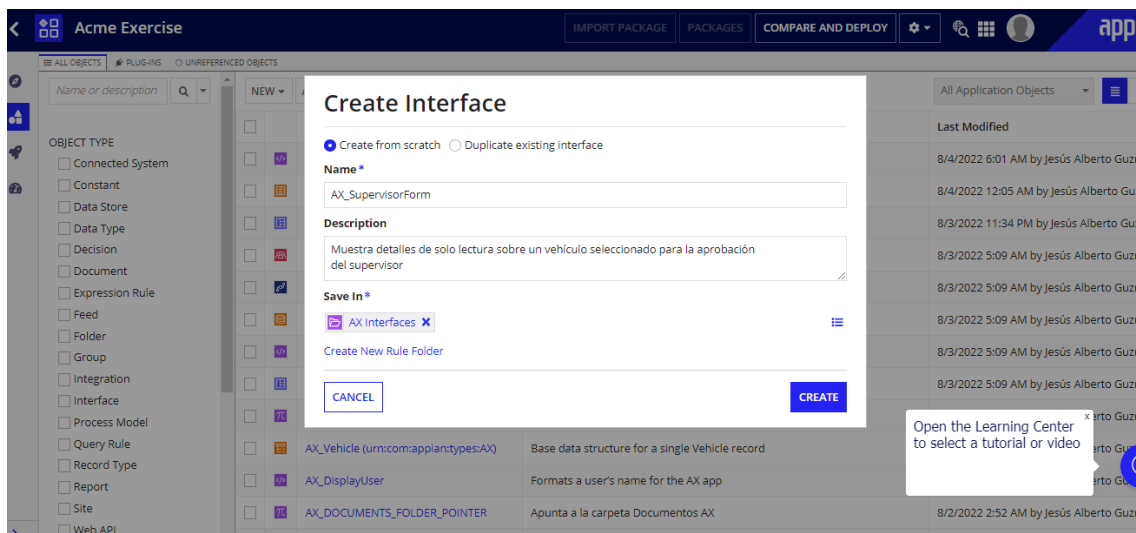 Acme Exercise
IMPORT PACKAGE
PACKAGES
COMPARE AND DEPLOY
ALL OBJECTS
PLUG-INS
UNREFERENCED OBJECTS
Name or description
NEW
All Application Objects
OBJECT TYPE
Connected System
Constant
Data Store
Data Type
Decision
Document
Expression Rule
Feed
Folder
Group
Integration
Interface
Process Model
Query Rule
Record Type
Report
Site
Web API
Create Interface
Create from scratch
Duplicate existing interface
Name *
AX_SupervisorForm
Description
Muestra detalles de solo lectura sobre un vehículo seleccionado para la aprobación
del supervisor
Save In *
AX Interfaces
Create New Rule Folder
CANCEL
CREATE
Last Modified
8/4/2022 6:01 AM by Jesús Alberto Guz
8/4/2022 12:05 AM by Jesús Alberto Gu
8/3/2022 11:34 PM by Jesús Alberto Gu
8/3/2022 5:09 AM by Jesús Alberto Guz
8/3/2022 5:09 AM by Jesús Alberto Guz
8/3/2022 5:09 AM by Jesús Alberto Guz
8/3/2022 5:09 AM by Jesús Alberto Guz
8/3/2022 5:09 AM by Jesús Alberto Guz
Open the Learning Center
to select a tutorial or video
x
AX_Vehicle (urn:com:appian:types:AX)
Base data structure for a single Vehicle record
AX_DisplayUser
Formats a user's name for the AX app
AX_DOCUMENTS_FOLDER_POINTER
Apunta a la carpeta Documentos AX
8/2/2022 2:52 AM by Jesús Alberto Guz